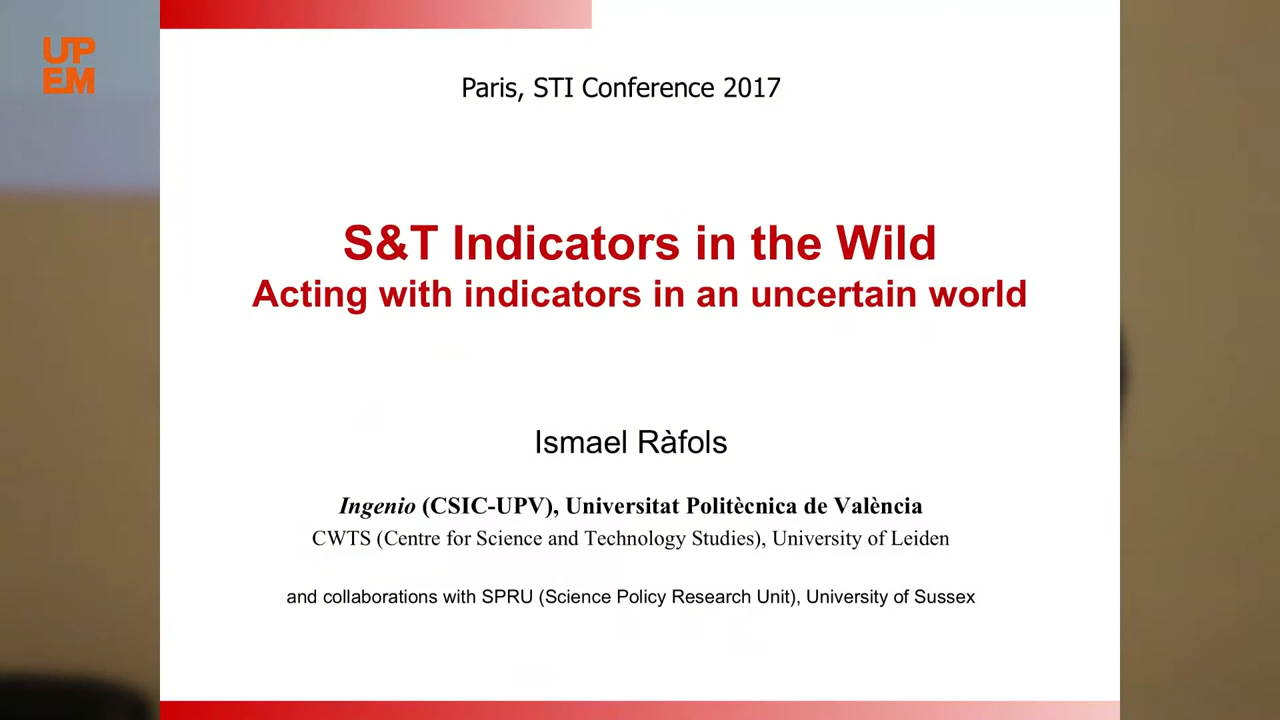 UP
EM
Paris, STI Conference 2017
S&T Indicators in the Wild
Acting with indicators in an uncertain world
Ismael Ràfols
Ingenio (CSIC-UPV), Universitat Politècnica de València
CWTS (Centre for Science and Technology Studies), University of Leiden
and collaborations with SPRU (Science Policy Research Unit), University of Sussex